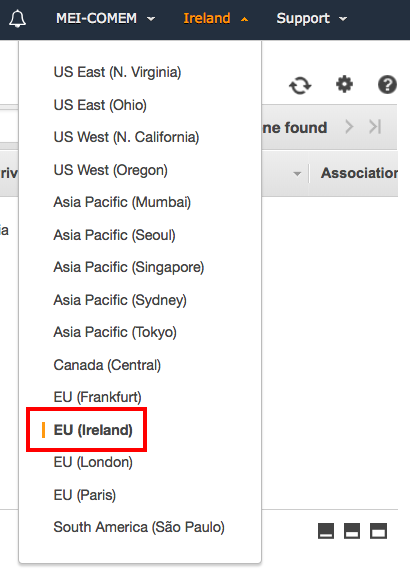 MEI-COMEM Ireland Support
US East (N. Virginia)
US East (Ohio)
US West (N. California)
ne found
US West (Oregon)
riv
Association
Asia Pacific (Mumbai)
ia
Asia Pacific (Seoul)
Asia Pacific (Singapore)
Asia Pacific (Sydney)
Asia Pacific (Tokyo)
Canada (Central)
EU (Frankfurt)
EU (Ireland)
EU (London)
EU (Paris)
South America (São Paulo)